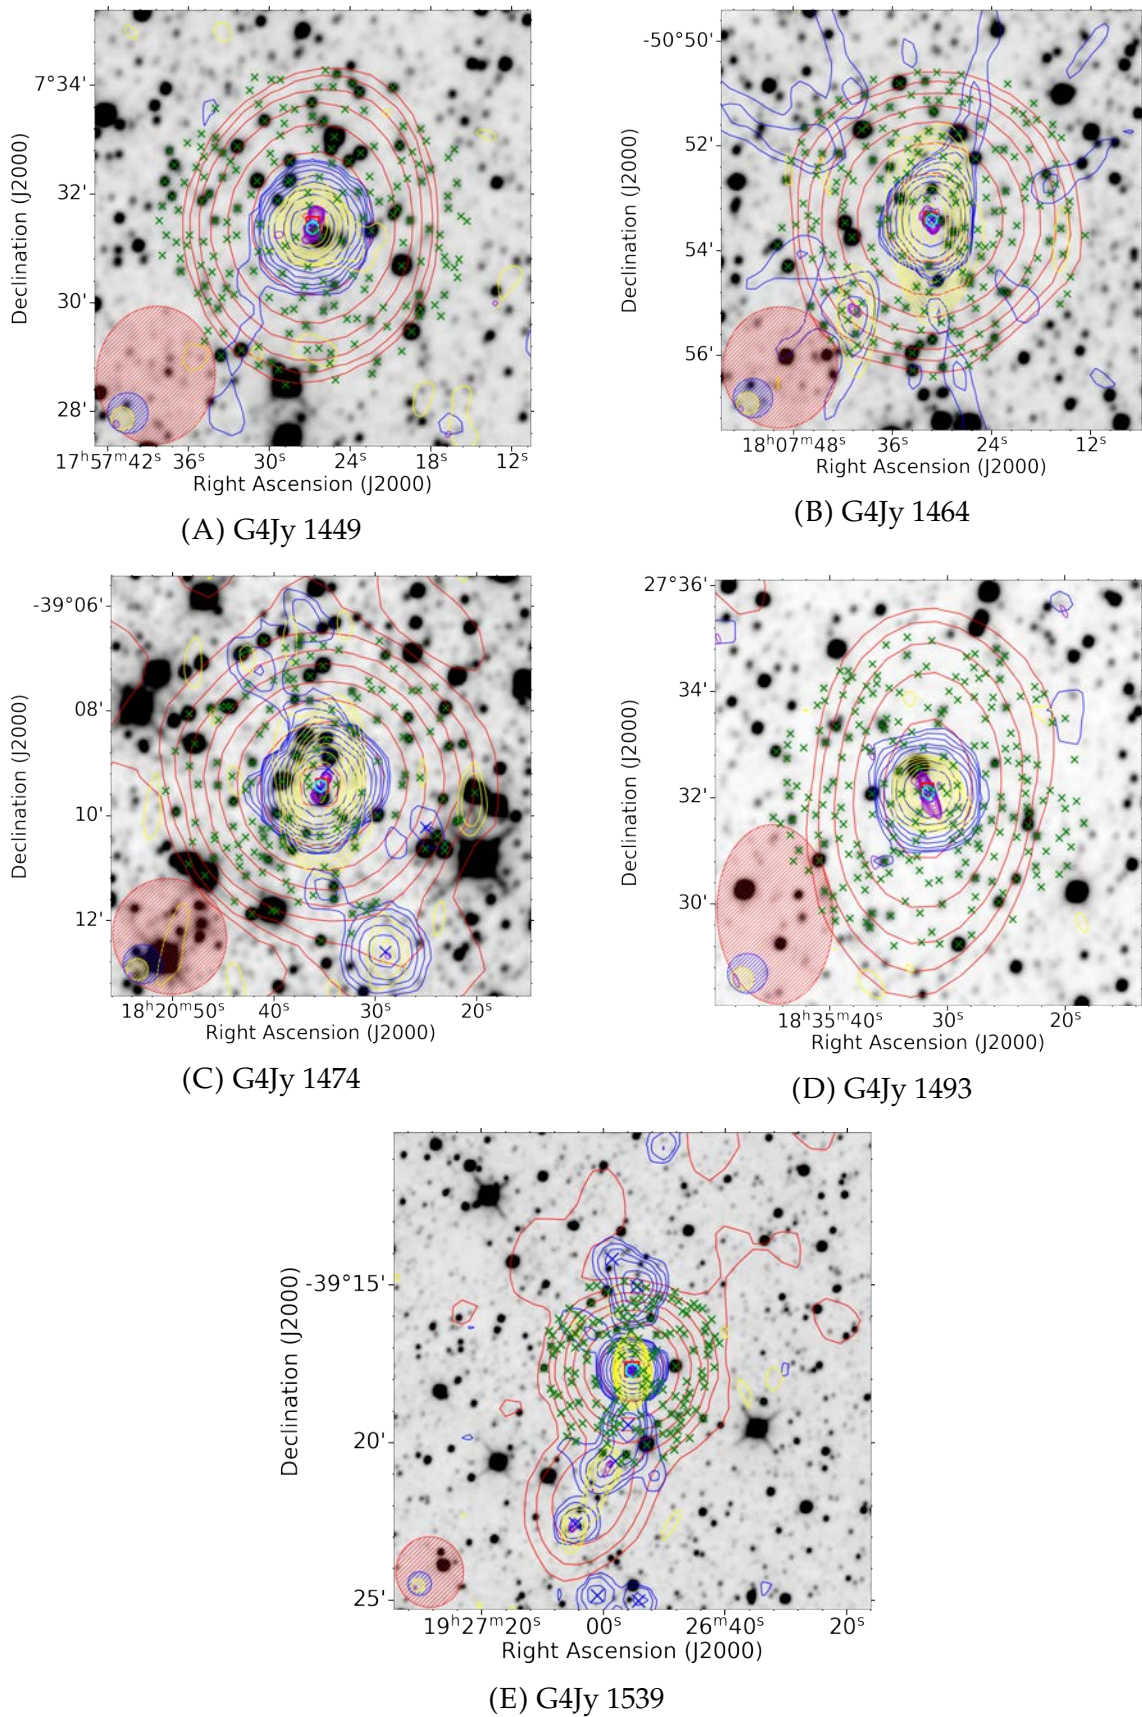 7°34'
32'
30'
28'
Declination (J2000)
17ʰ57ᵐ42ˢ 36ˢ 30ˢ 24ˢ 18ˢ 12ˢ
Right Ascension (J2000)
(A) G4Jy 1449
-50°50'
52'
54'
56'
Declination (J2000)
18ʰ07ᵐ48ˢ 36ˢ 24ˢ 12ˢ
Right Ascension (J2000)
(B) G4Jy 1464
-39°06'
08'
10'
12'
Declination (J2000)
18ʰ20ᵐ50ˢ 40ˢ 30ˢ 20ˢ
Right Ascension (J2000)
(C) G4Jy 1474
27°36'
34'
32'
30'
Declination (J2000)
18ʰ35ᵐ40ˢ 30ˢ 20ˢ
Right Ascension (J2000)
(D) G4Jy 1493
-39°15'
20'
25'
Declination (J2000)
19ʰ27ᵐ20ˢ 00ˢ 26ᵐ40ˢ 20ˢ
Right Ascension (J2000)
(E) G4Jy 1539